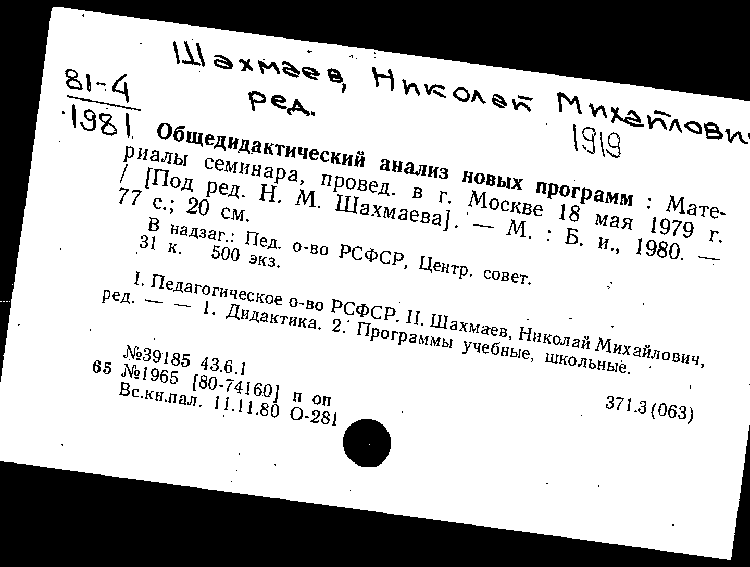 Шахмаев, Николай Михайлови
ред.
1919
81-4
1981
Общедидактический анализ новых программ : Мате-
риалы семинара, провед. в г. Москве 18 мая 1979 г.
/ [Под ред. Н. М. Шахмаева]. — М. : Б. и., 1980. —
77 с.; 20 см.
В надзаг.: Пед. о-во РСФСР, Центр. совет.
31 к. 500 экз.
I. Педагогическое о-во РСФСР. II. Шахмаев, Николай Михайлович,
ред. — — 1. Дидактика. 2. Программы учебные, школьные.
№39185 43.6.1
65 №1965 [80-74160] п оп
Вс.кн.пал. 11.11.80 О-281
371.3(063)